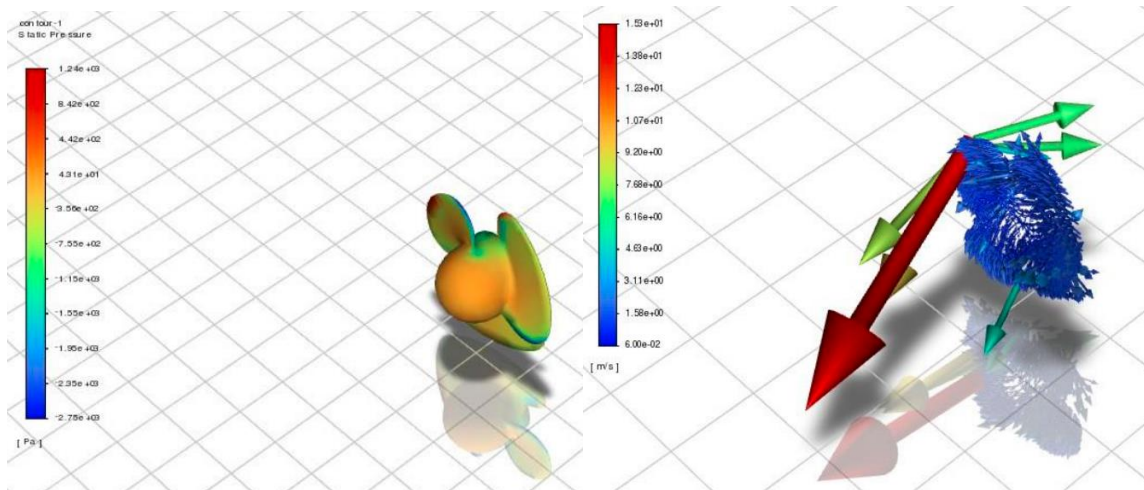 contour-1
Static Pressure
1.24e+03
8.42e+02
4.42e+02
4.31e+01
-3.56e+02
-7.55e+02
-1.15e+03
-1.55e+03
-1.95e+03
-2.35e+03
-2.75e+03
[ Pa ]
1.53e+01
1.38e+01
1.23e+01
1.07e+01
9.20e+00
7.68e+00
6.16e+00
4.63e+00
3.11e+00
1.58e+00
6.00e-02
[ m/s ]